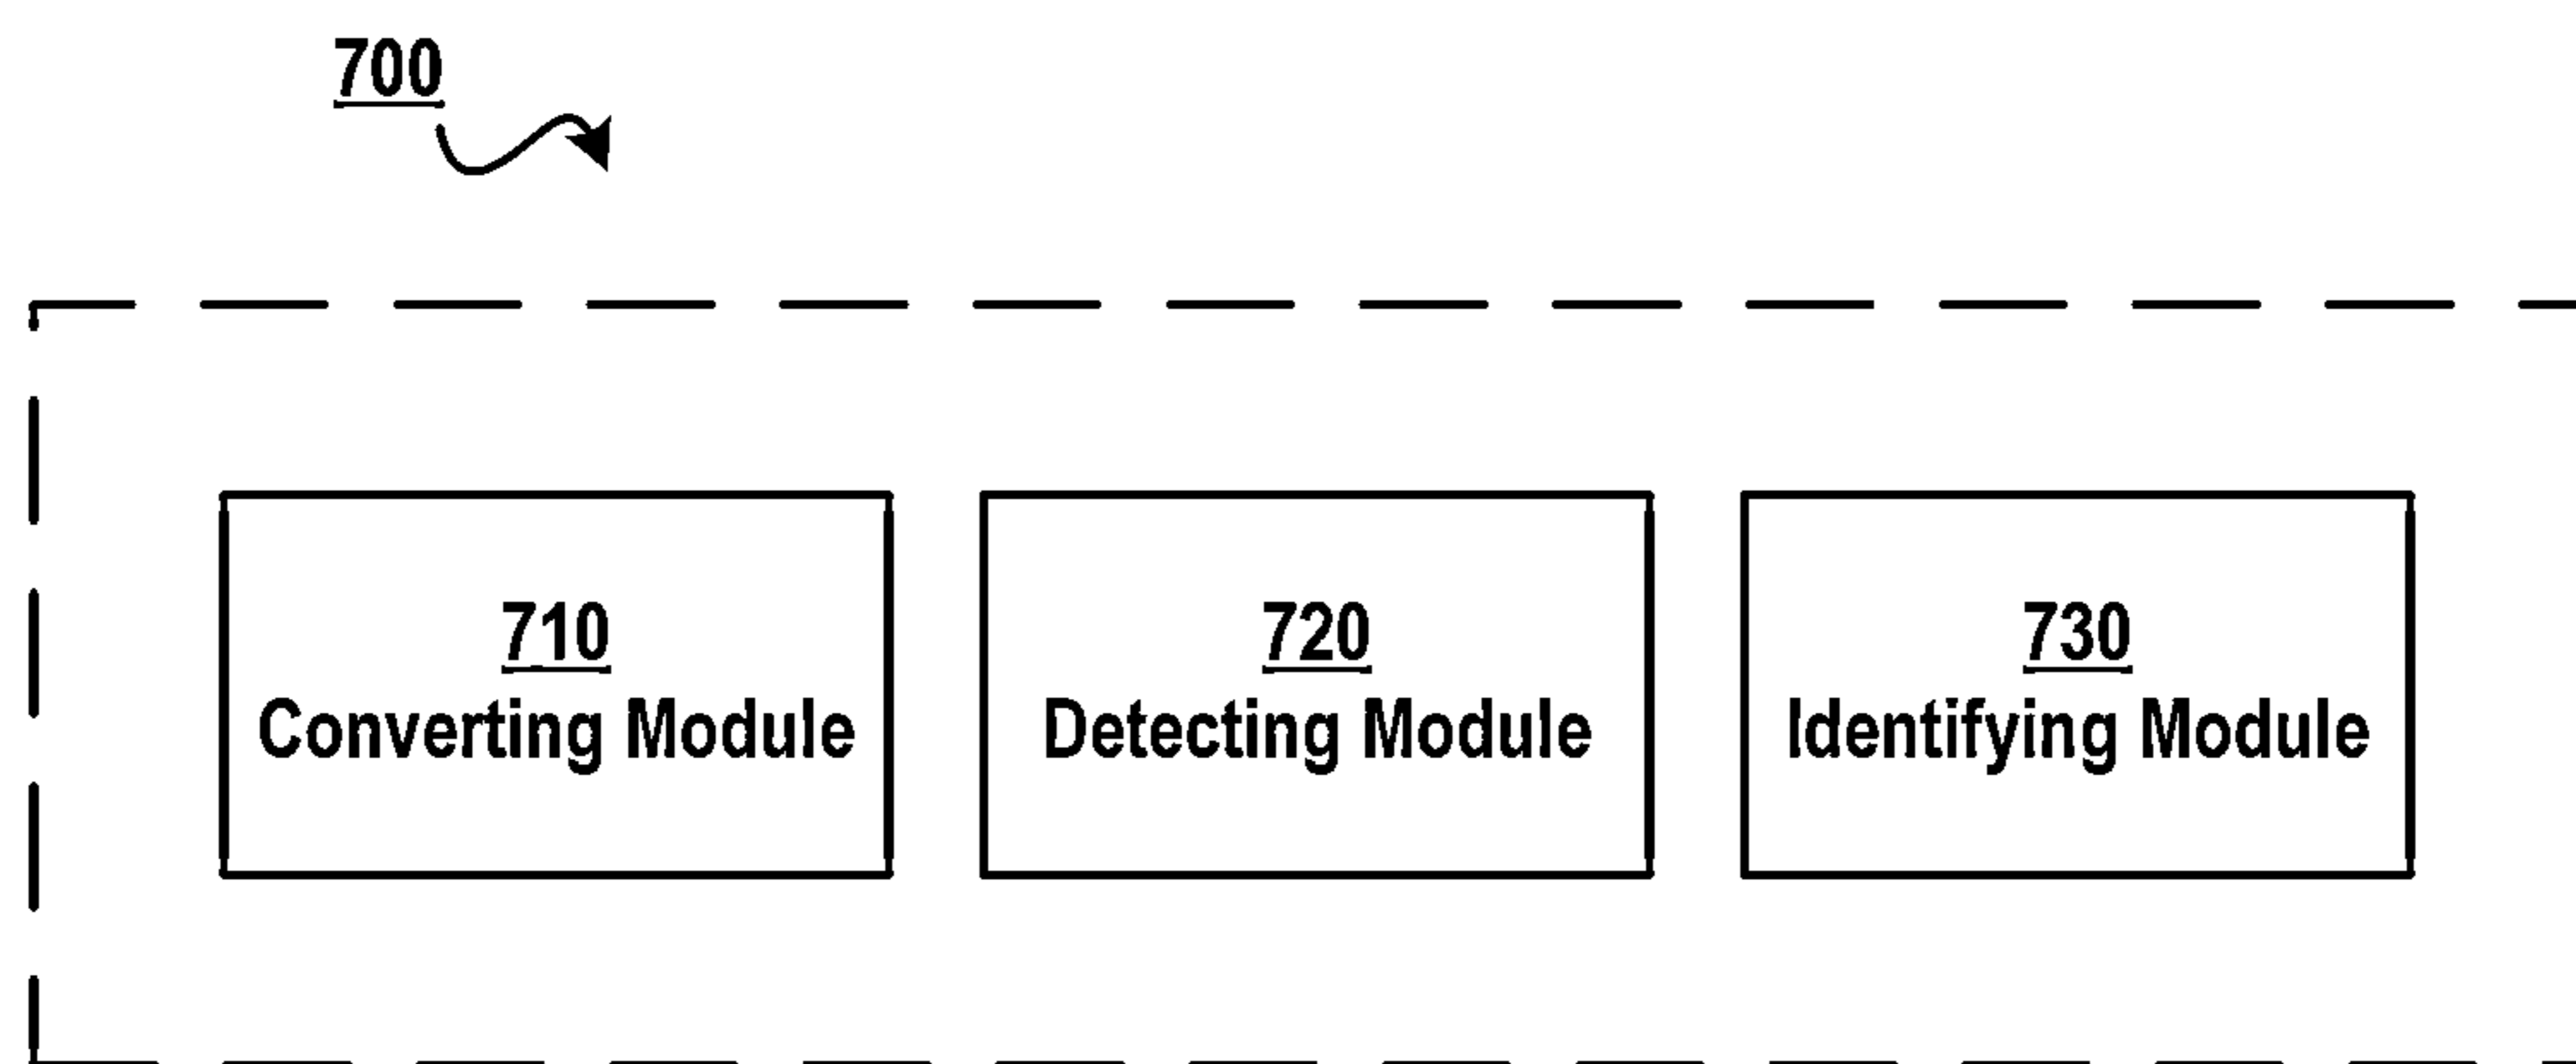 700
710
Converting Module
720
Detecting Module
730
Identifying Module